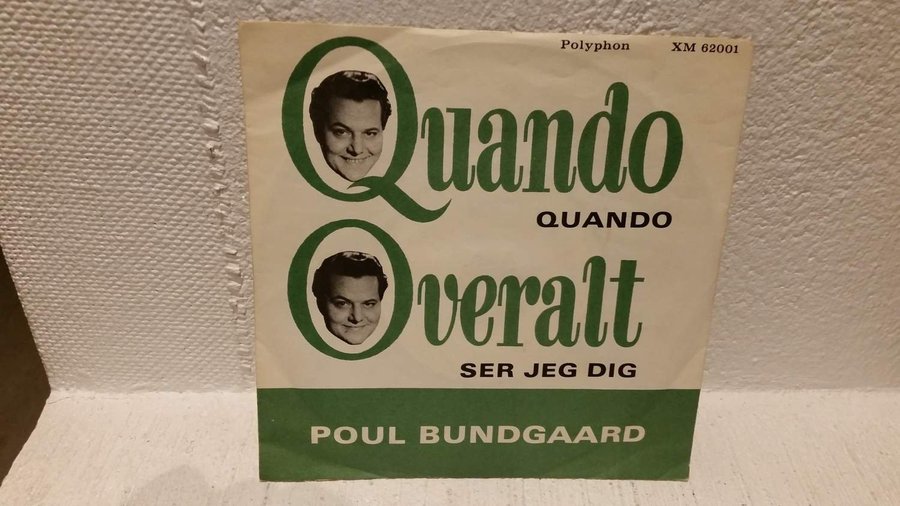 Polyphon XM 62001
Quando
QUANDO
Overalt
SER JEG DIG
POUL BUNDGAARD